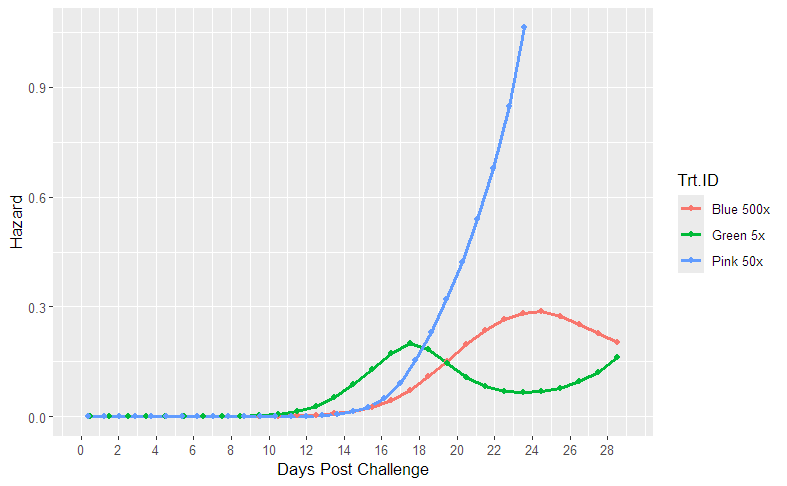 0.9
0.6
0.3
0.0
Hazard
0 2 4 6 8 10 12 14 16 18 20 22 24 26 28
Days Post Challenge
Trt.ID
Blue 500x
Green 5x
Pink 50x